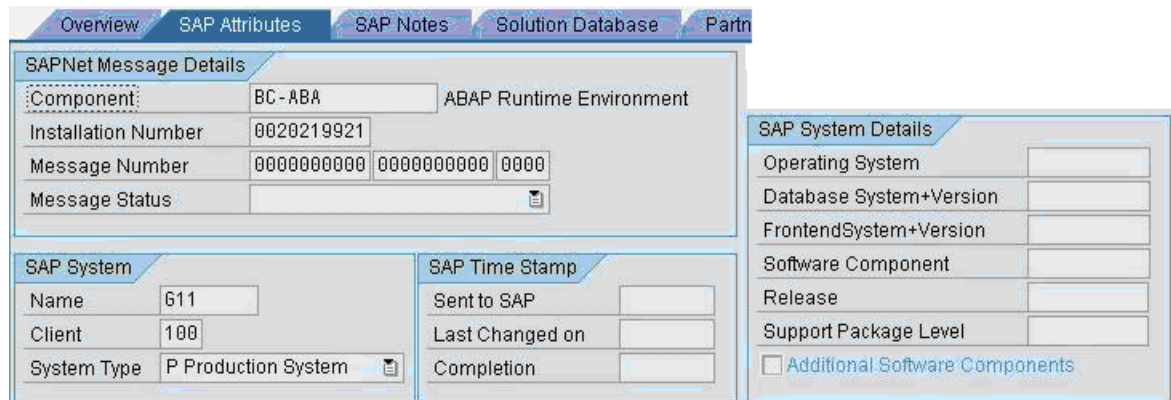 Overview SAP Attributes SAP Notes Solution Database Partn
SAPNet Message Details
Component BC-ABA ABAP Runtime Environment
Installation Number 0020219921
Message Number 0000000000 0000000000 0000
Message Status
SAP System
Name G11
Client 100
System Type P Production System
SAP Time Stamp
Sent to SAP
Last Changed on
Completion
SAP System Details
Operating System
Database System+Version
FrontendSystem+Version
Software Component
Release
Support Package Level
Additional Software Components